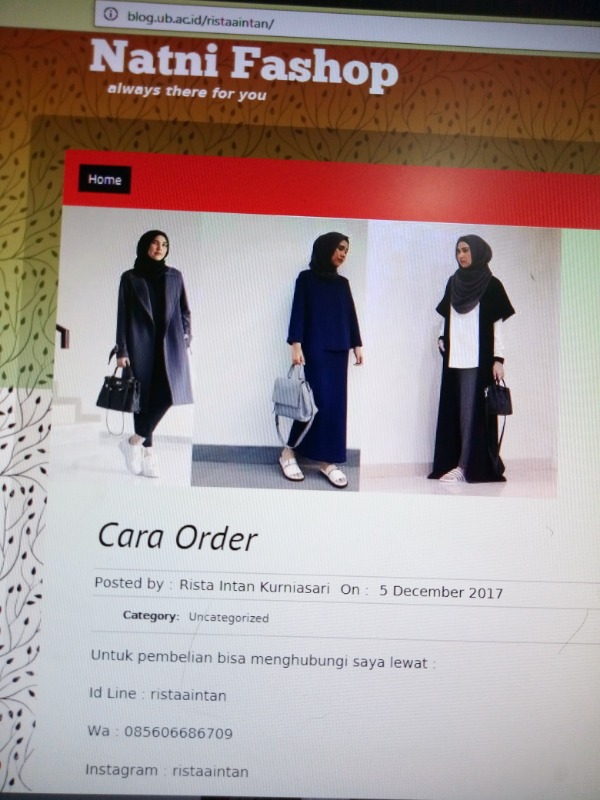 blog.ub.ac.id/ristaaintan/
Natni Fashop
always there for you
Home
Cara Order
Posted by : Rista Intan Kurniasari On : 5 December 2017
Category: Uncategorized
Untuk pembelian bisa menghubungi saya lewat :
Id Line : ristaaintan
Wa : 085606686709
Instagram : ristaaintan